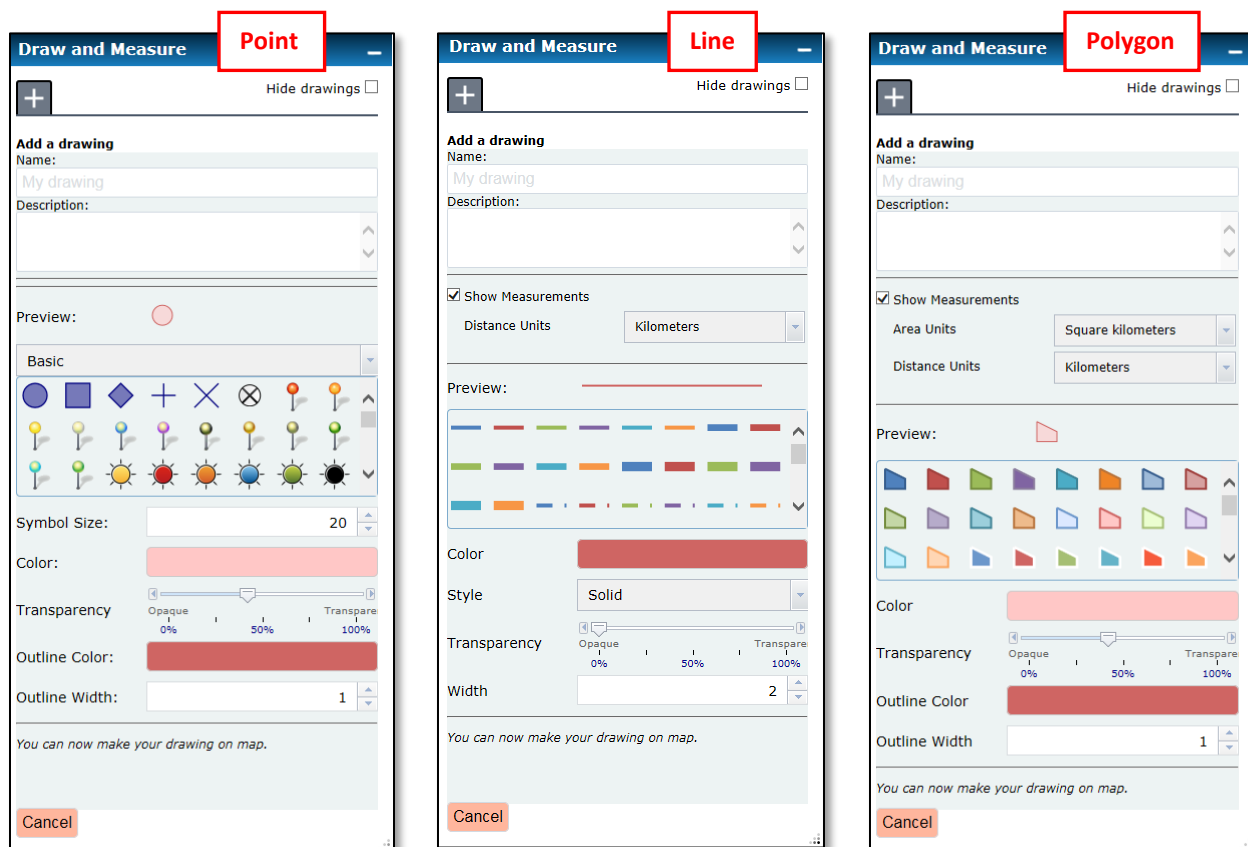 Draw and Measure
Point
Hide drawings
Add a drawing
Name:
My drawing
Description:
Preview:
Basic
Symbol Size:
20
Color:
Transparency
Opaque
Transpare
0%
50%
100%
Outline Color:
Outline Width:
1
You can now make your drawing on map.
Cancel
Draw and Measure
Line
Hide drawings
Add a drawing
Name:
My drawing
Description:
Show Measurements
Distance Units
Kilometers
Preview:
Color
Style
Solid
Transparency
Opaque
Transpare
0%
50%
100%
Width
2
You can now make your drawing on map.
Cancel
Draw and Measure
Polygon
Hide drawings
Add a drawing
Name:
My drawing
Description:
Show Measurements
Area Units
Square kilometers
Distance Units
Kilometers
Preview:
Color
Transparency
Opaque
Transpare
0%
50%
100%
Outline Color
Outline Width
1
You can now make your drawing on map.
Cancel